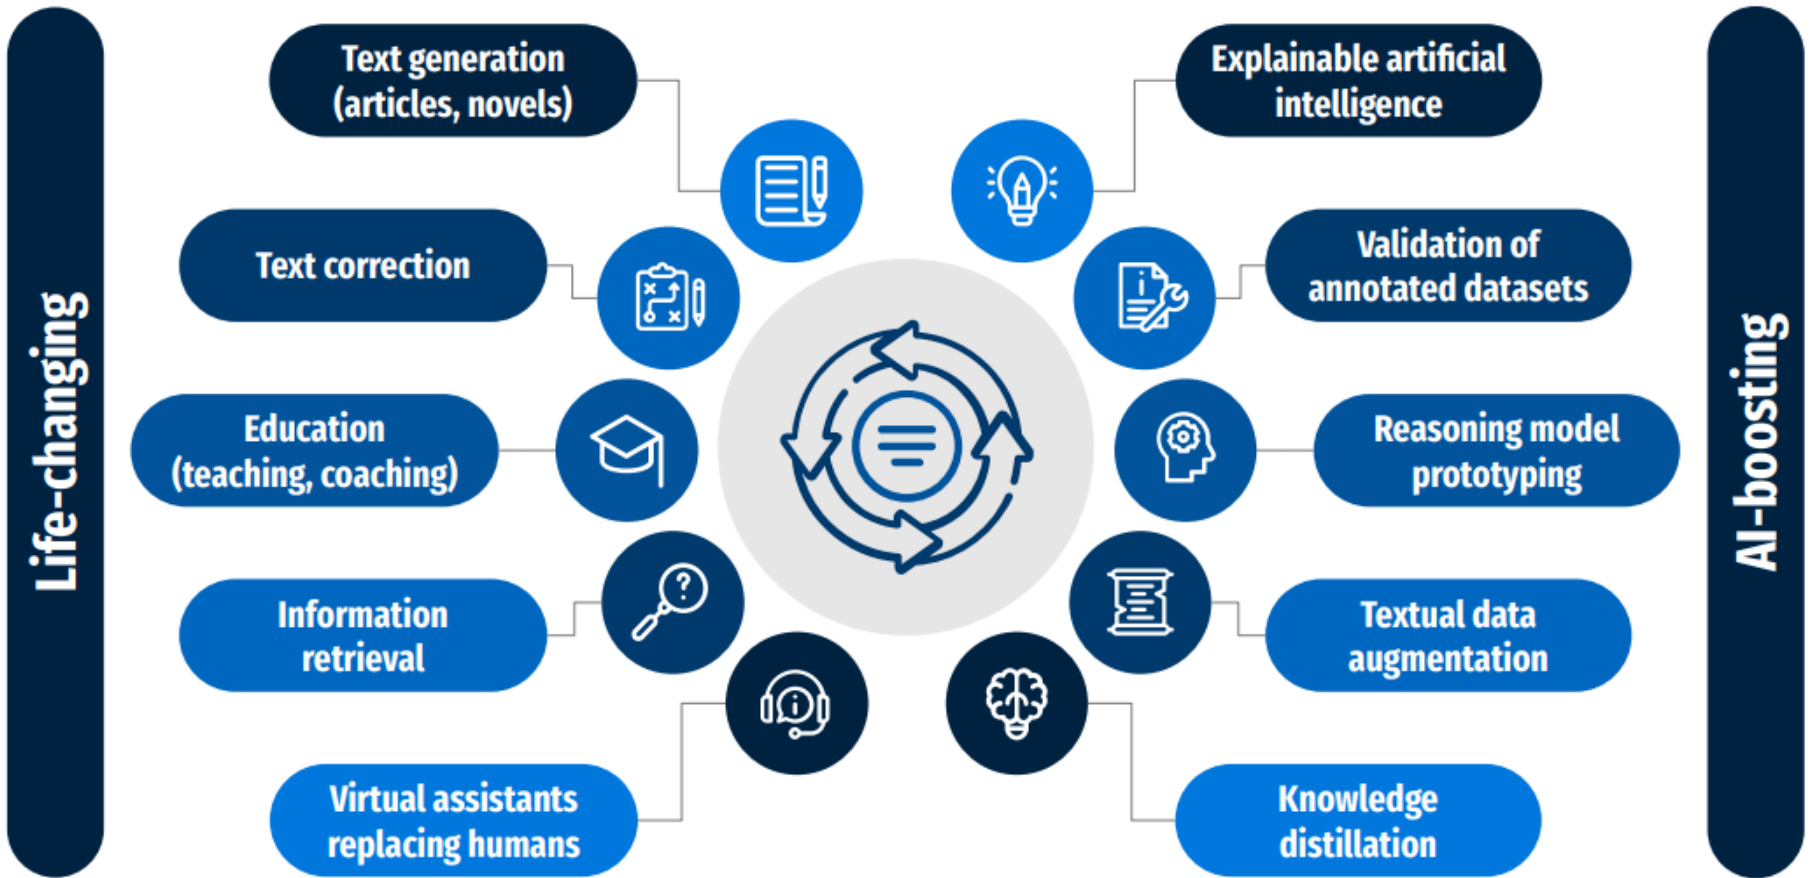 Life-changing
Text generation
(articles, novels)
Text correction
Education
(teaching, coaching)
Information
retrieval
Virtual assistants
replacing humans
Explainable artificial
intelligence
Validation of
annotated datasets
Reasoning model
prototyping
Textual data
augmentation
Knowledge
distillation
AI-boosting